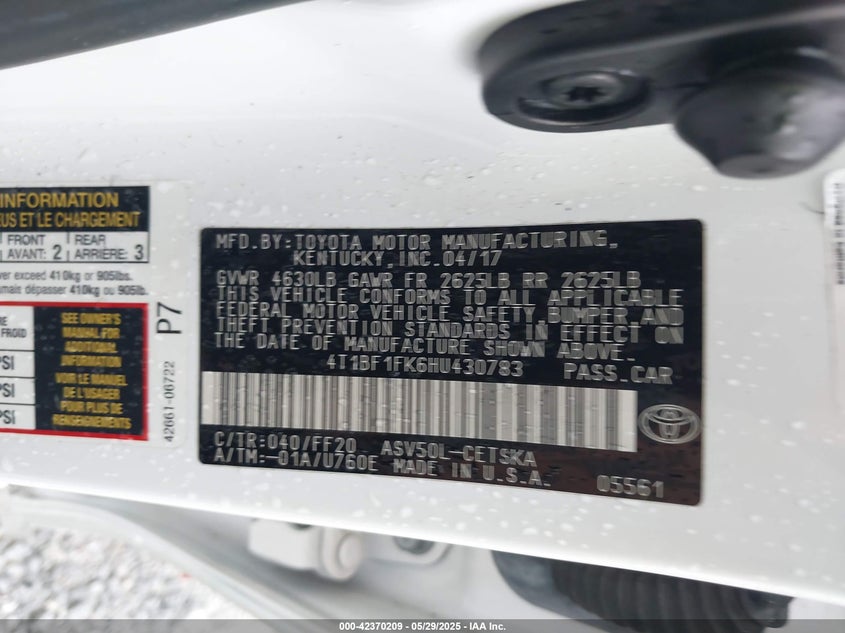 INFORMATION
US ET LE CHARGEMENT
FRONT
AVANT: 2
REAR
ARRIÈRE: 3
ver exceed 410kg or 905lbs.
mais dépasser 410kg ou 905lbs.
RE
FROID
PSI
PSI
SEE OWNER'S
MANUAL FOR
ADDITIONAL
INFORMATION
VOIR LE MANUEL
DE L'USAGER
POUR PLUS DE
RENSEIGNEMENTS
P7
42661-06722
MFD.BY:TOYOTA MOTOR MANUFACTURING,
KENTUCKY, INC.04/17
GVWR 4630LB GAWR FR 2625LB RR 2625LB
THIS VEHICLE CONFORMS TO ALL APPLICABLE
FEDERAL MOTOR VEHICLE SAFETY, BUMPER AND
THEFT PREVENTION STANDARDS IN EFFECT ON
THE DATE OF MANUFACTURE SHOWN ABOVE.
4T1BF1FK6HU430783 PASS.CAR
C/TR:040/FF20 ASV50L-CETSKA
A/TM:-01A/U760E MADE IN U.S.A.
05561
000-42370209 - 05/29/2025 - IAA Inc.